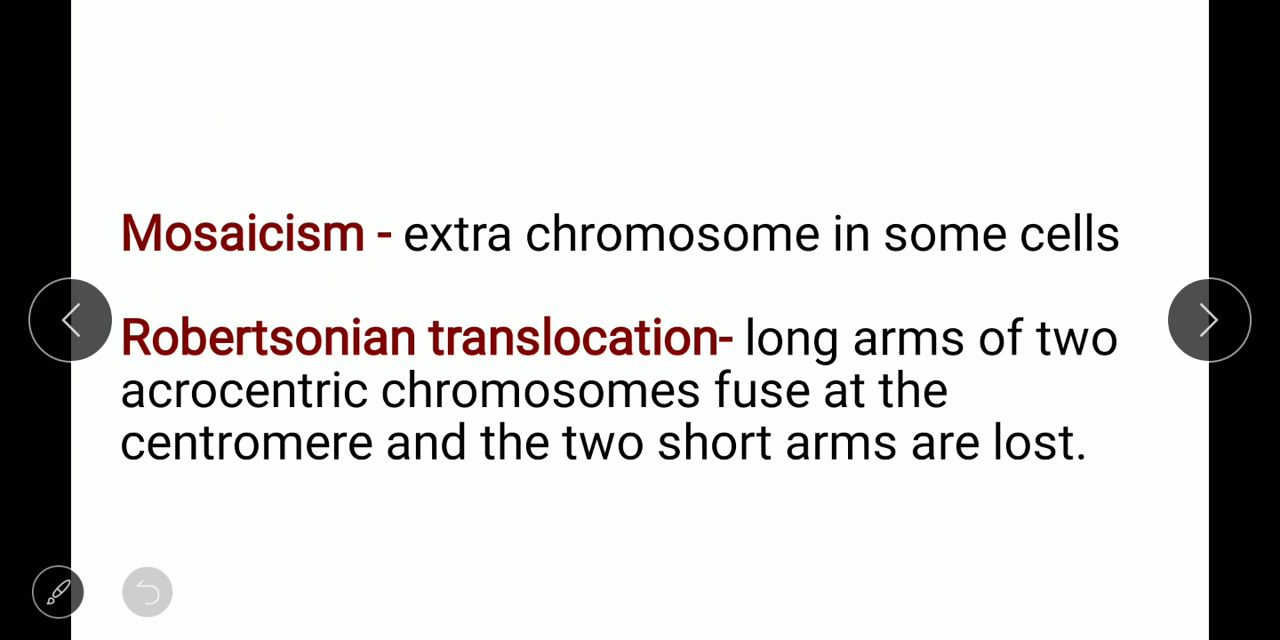 Mosaicism - extra chromosome in some cells
Robertsonian translocation- long arms of two
acrocentric chromosomes fuse at the
centromere and the two short arms are lost.